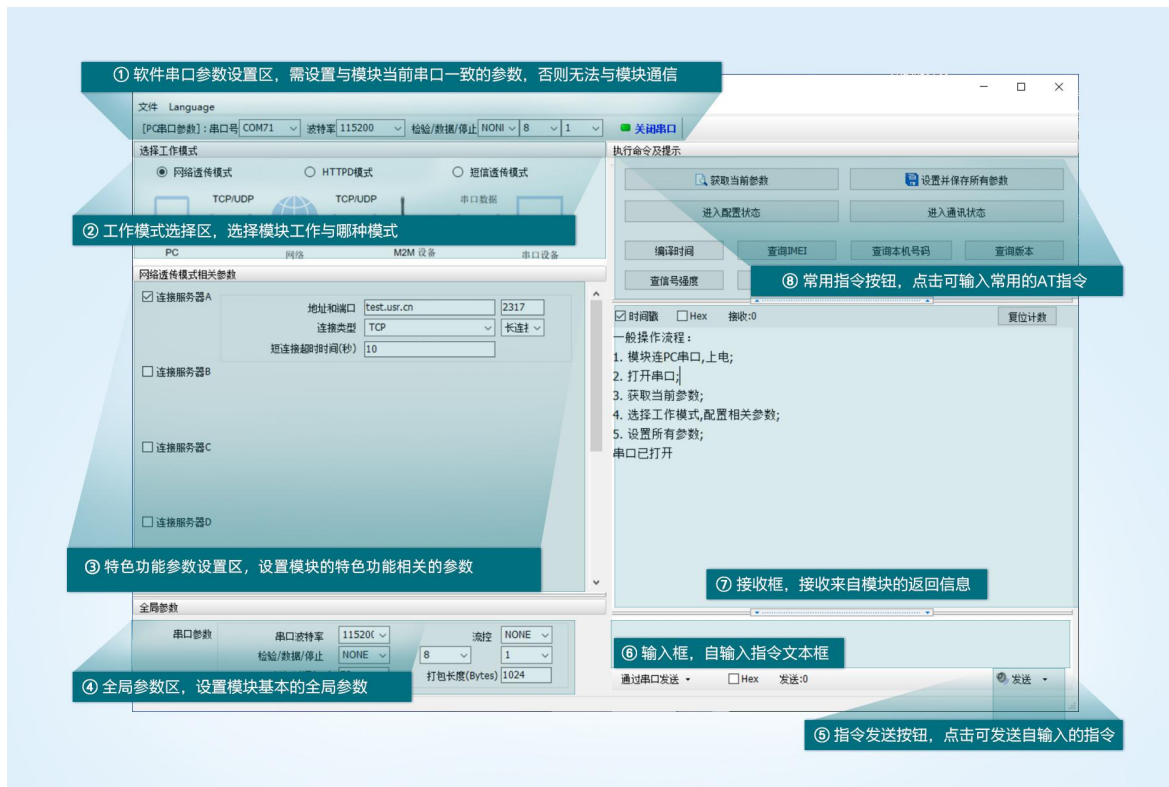 ① 软件串口参数设置区，需设置与模块当前串口一致的参数，否则无法与模块通信
文件 Language
[PC串口参数]：串口号 COM71 波特率 115200 检验/数据/停止 NONI 8 1 关闭串口
选择工作模式
网络透传模式 HTTPD模式 短信透传模式
TCP/UDP TCP/UDP 串口数据
② 工作模式选择区，选择模块工作与哪种模式
PC 网络 M2M 设备 串口设备
网络透传模式相关参数
连接服务器A
地址和端口 test.usr.cn 2317
连接类型 TCP 长连接
短连接超时时间(秒) 10
连接服务器B
连接服务器C
连接服务器D
③ 特色功能参数设置区，设置模块的特色功能相关的参数
全局参数
串口参数 串口波特率 11520( 流控 NONE
检验/数据/停止 NONE 8 1
打包长度(Bytes) 1024
④ 全局参数区，设置模块基本的全局参数
执行命令及提示
获取当前参数 设置并保存所有参数
进入配置状态 进入通讯状态
编译时间 查询IMEI 查询本机号码 查询版本
查信号强度
⑧ 常用指令按钮，点击可输入常用的AT指令
时间戳 Hex 接收:0 复位计数
一般操作流程：
1. 模块连PC串口,上电;
2. 打开串口;
3. 获取当前参数;
4. 选择工作模式,配置相关参数;
5. 设置所有参数;
串口已打开
⑦ 接收框，接收来自模块的返回信息
⑥ 输入框，自输入指令文本框
通过串口发送 Hex 发送:0 发送
⑤ 指令发送按钮，点击可发送自输入的指令